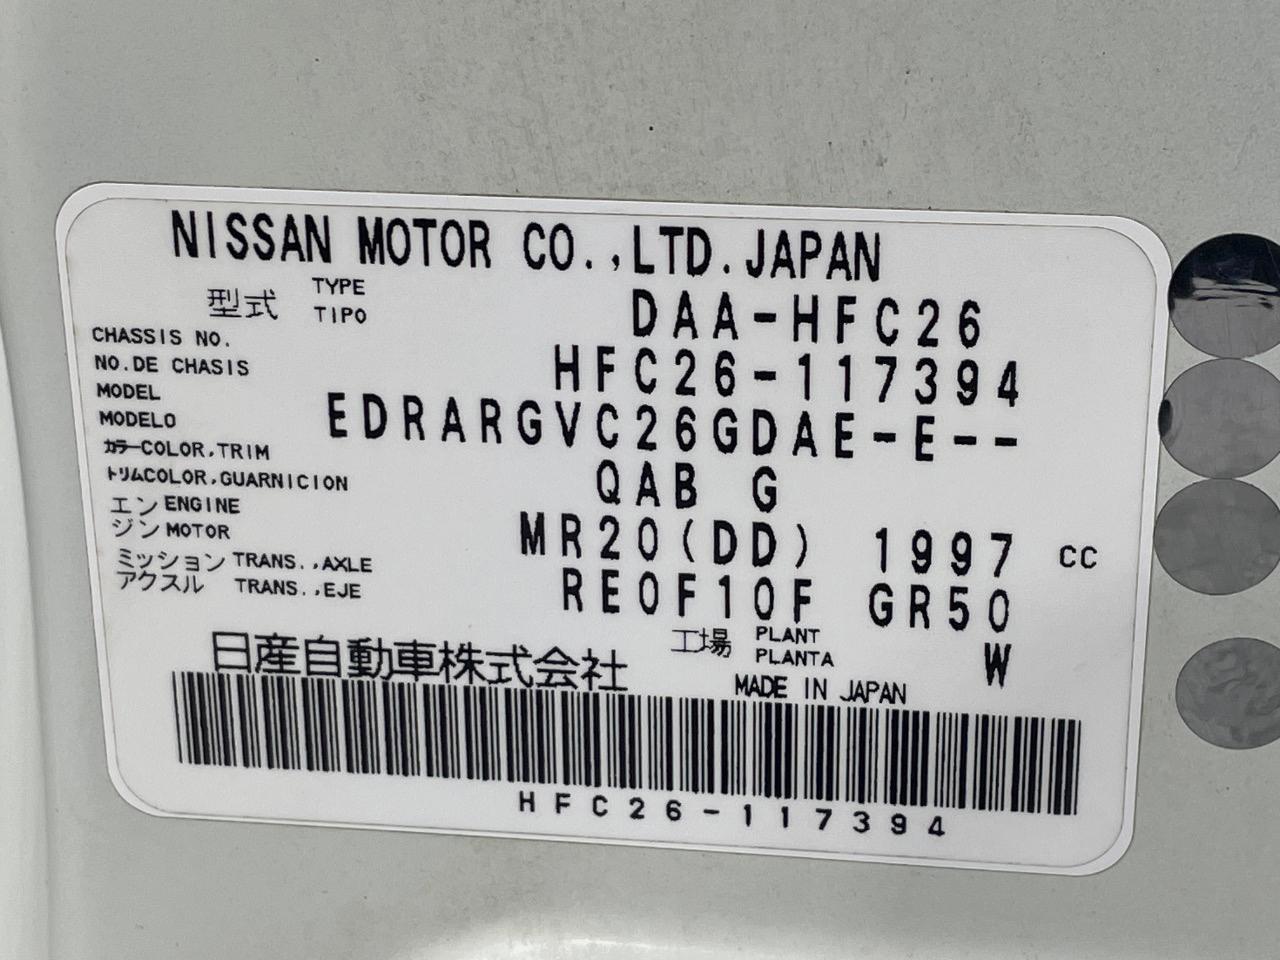 NISSAN MOTOR CO.,LTD.JAPAN
型式 TYPE TIPO DAA-HFC26
CHASSIS NO.
NO.DE CHASIS HFC26-117394
MODEL
MODELO EDRARGVC26GDAE-E--
カラーCOLOR,TRIM
トリムCOLOR,GUARNICION QAB G
エンジン ENGINE MOTOR MR20(DD) 1997 CC
ミッション TRANS.,AXLE
アクスル TRANS.,EJE RE0F10F GR50
工場 PLANT PLANTA W
日産自動車株式会社
MADE IN JAPAN
HFC26-117394